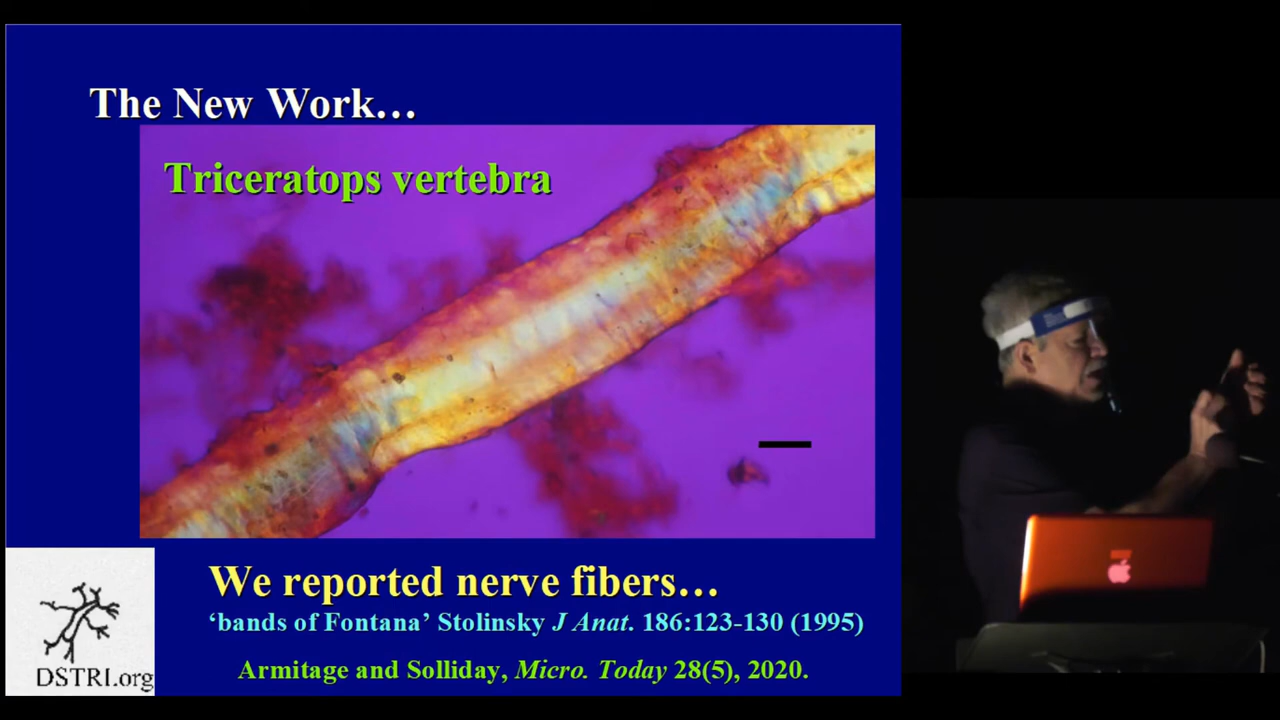 The New Work...
Triceratops vertebra
We reported nerve fibers...
‘bands of Fontana’ Stolinsky J Anat. 186:123-130 (1995)
Armitage and Solliday, Micro. Today 28(5), 2020.
DSTRI.org